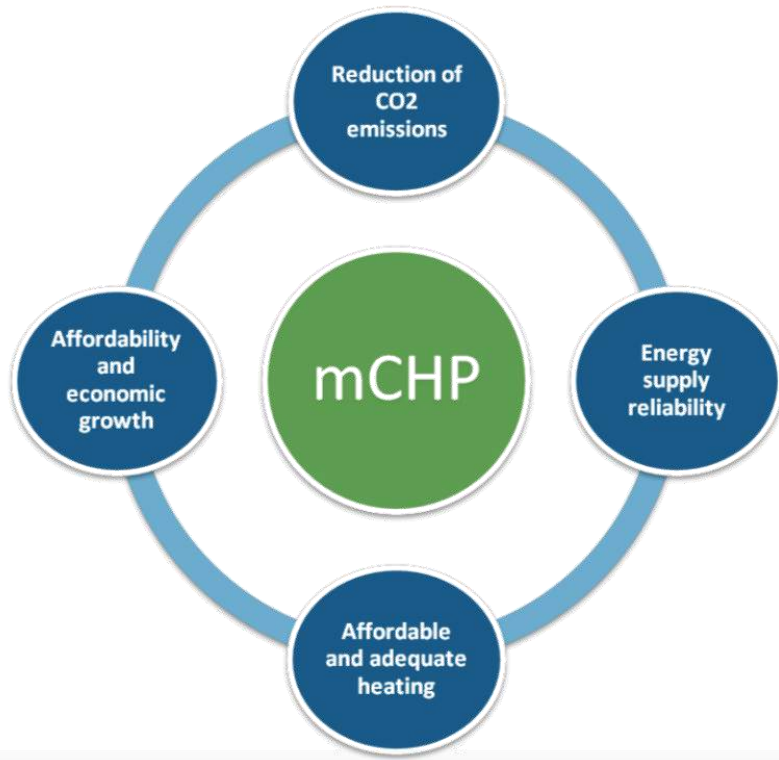 Reduction of
CO2
emissions
Affordability
and
economic
growth
mCHP
Energy
supply
reliability
Affordable
and adequate
heating